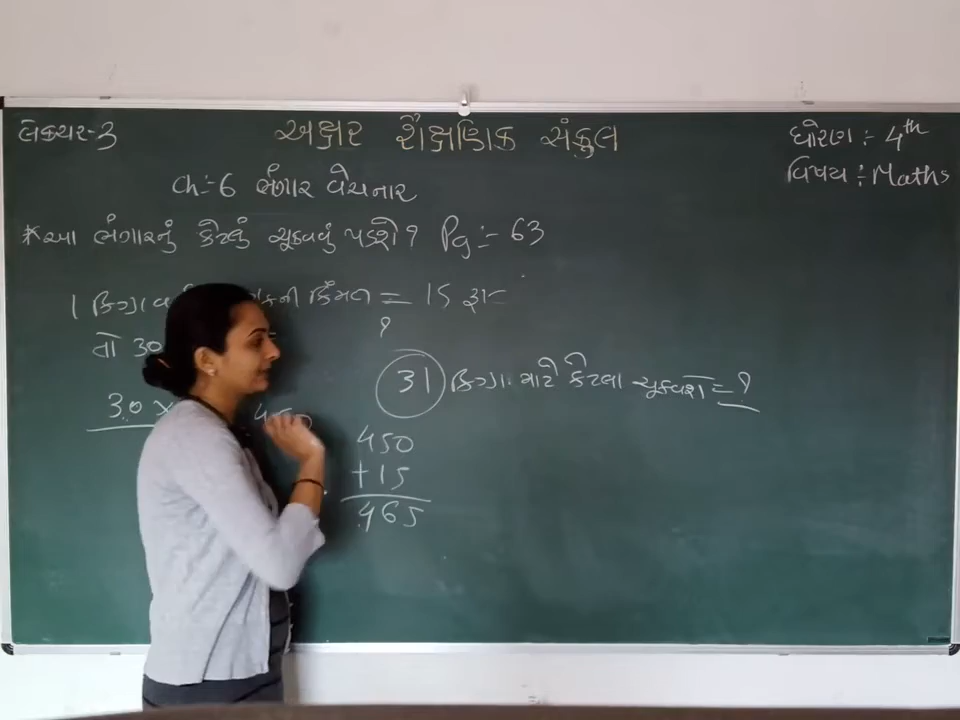 લેક્ચર-3
અક્ષર શૈક્ષણિક સંકુલ
ધોરણ :- 4th
વિષય :- Maths
Ch:-6 ભંગાર વેચનાર
*આ ભંગારનું કેટલું ચૂકવવું પડશે? Pg:- 63
1 કિગ્રા કિંમત = 15 રૂા
તો 30 ?
31 કિગ્રા માટે કેટલા ચૂકવશે = ?
30 ×
450
+15
465